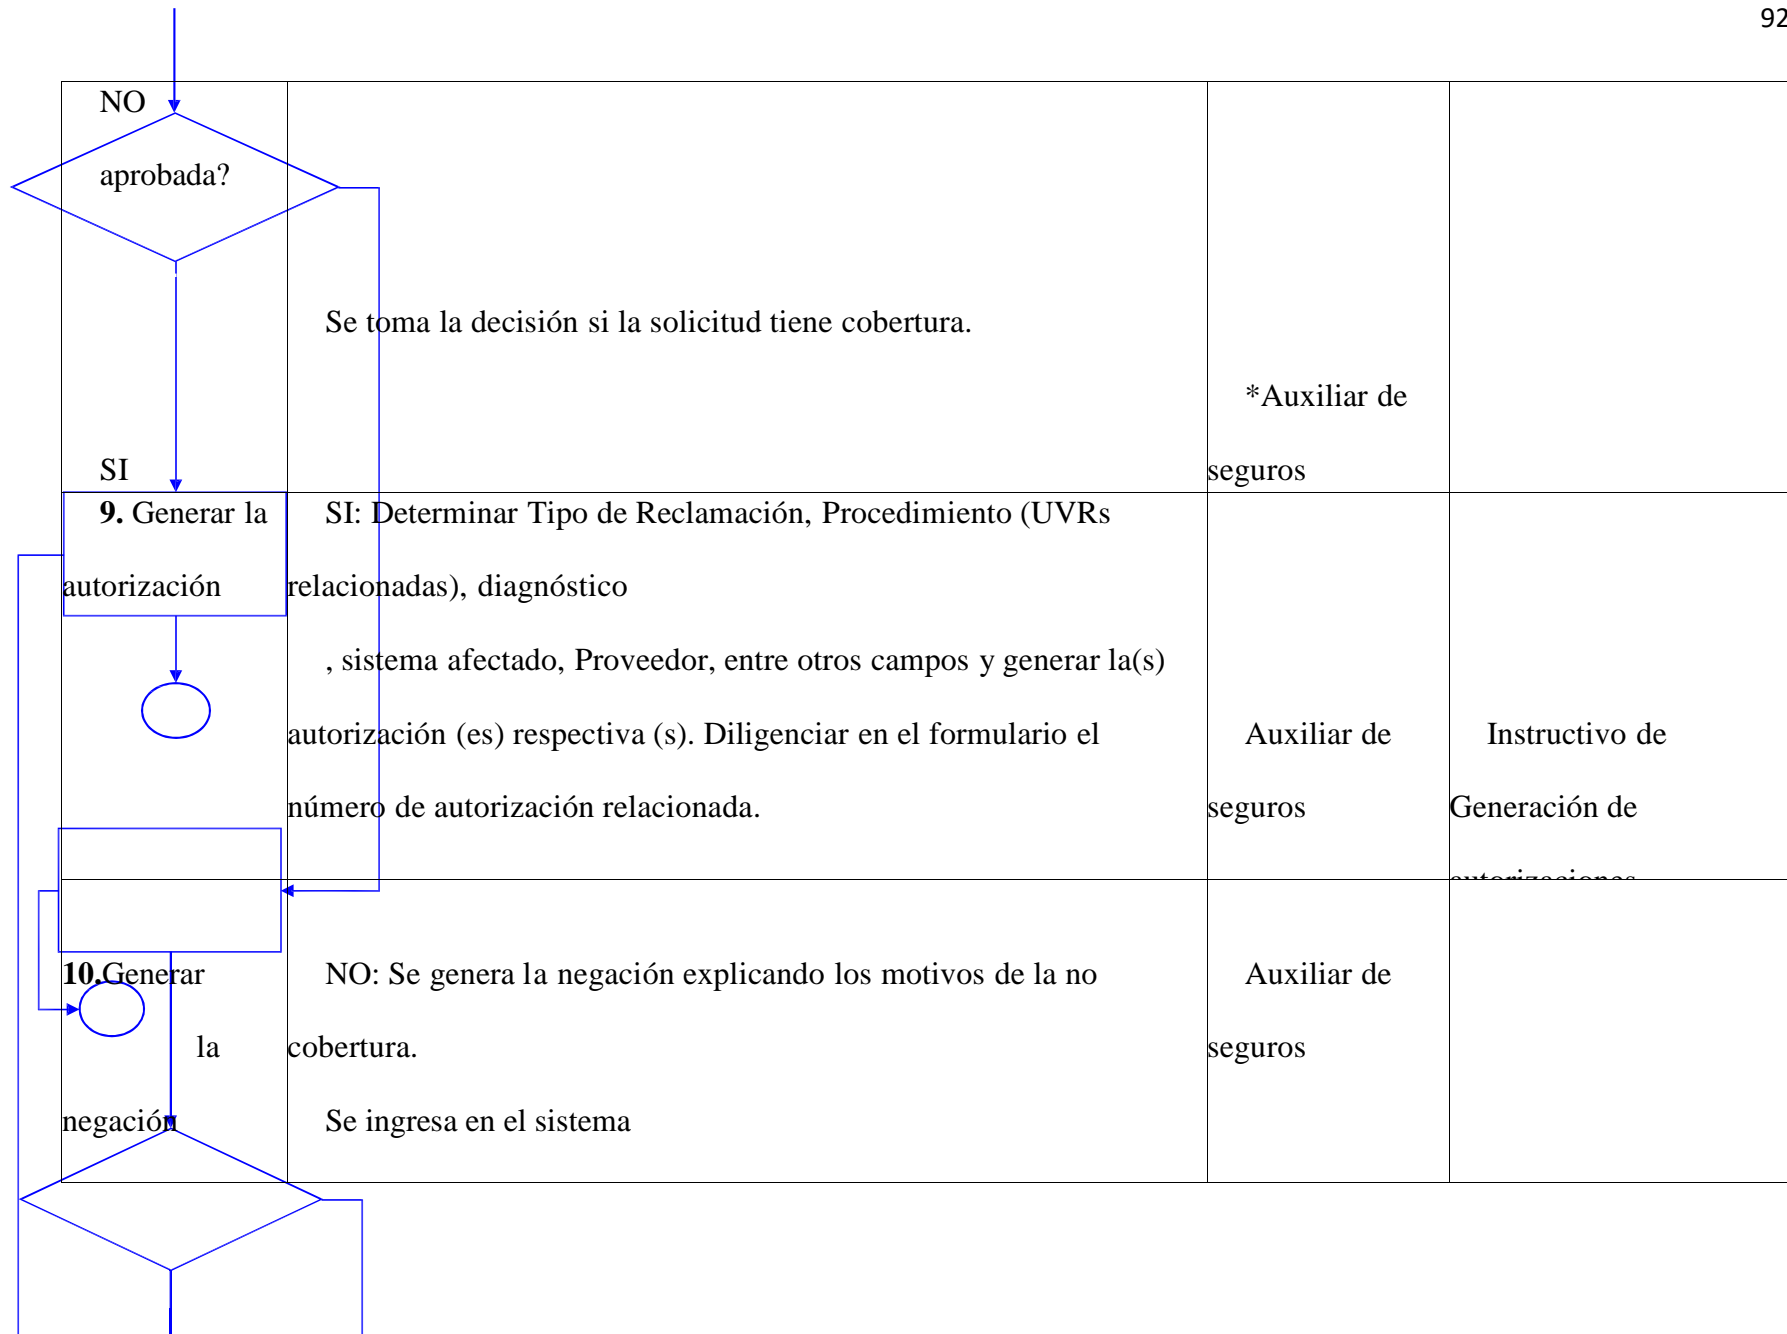 92
NO
aprobada?
Se toma la decisión si la solicitud tiene cobertura.
*Auxiliar de
SI
seguros
9. Generar la
autorización
SI: Determinar Tipo de Reclamación, Procedimiento (UVRs
relacionadas), diagnóstico
, sistema afectado, Proveedor, entre otros campos y generar la(s)
autorización (es) respectiva (s). Diligenciar en el formulario el
número de autorización relacionada.
Auxiliar de
seguros
Instructivo de
Generación de
autorizaciones
10.Generar
la
negación
NO: Se genera la negación explicando los motivos de la no
cobertura.
Se ingresa en el sistema
Auxiliar de
seguros